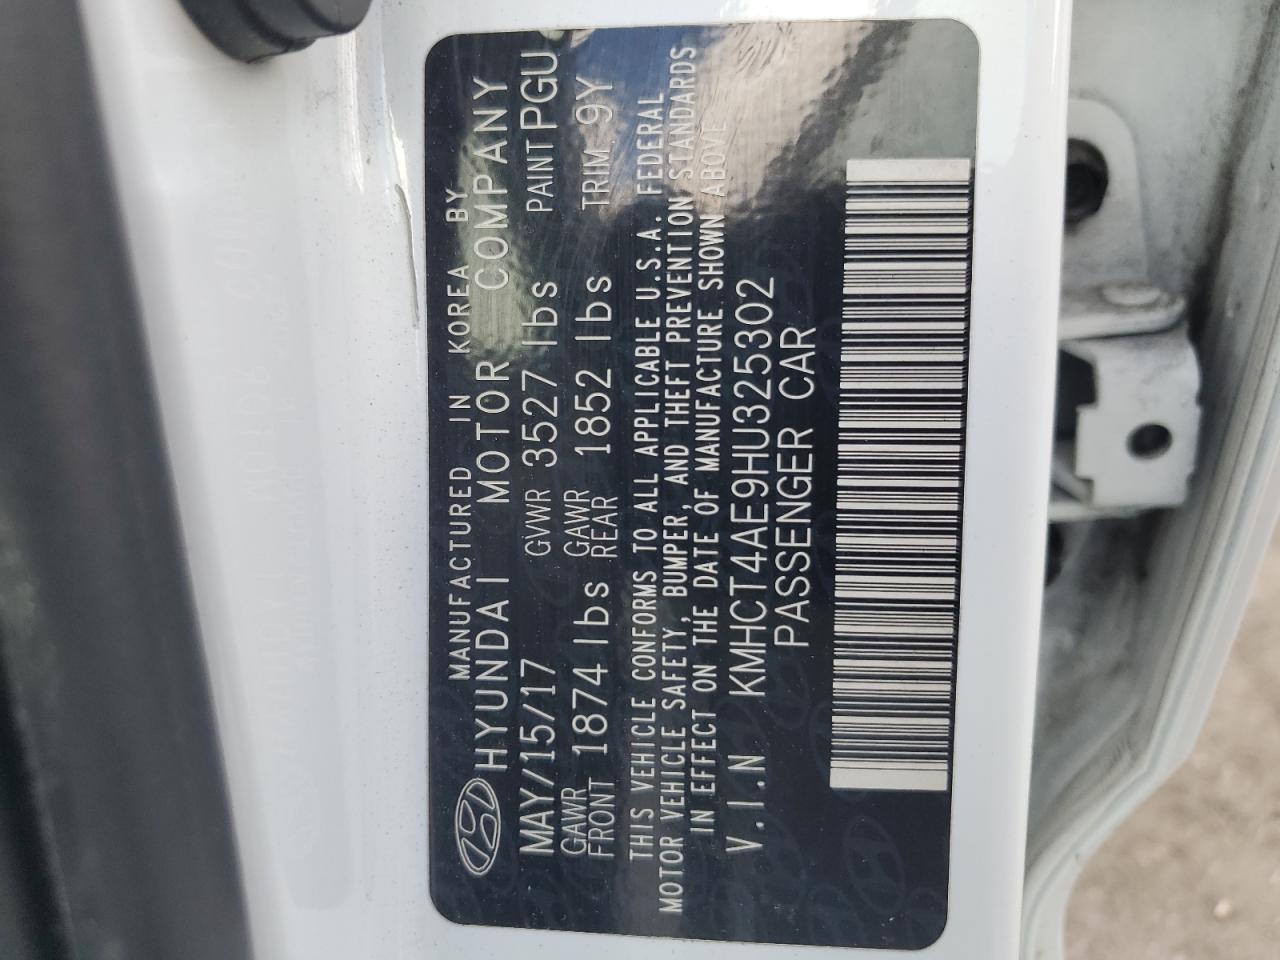 MANUFACTURED IN KOREA BY
HYUNDAI MOTOR COMPANY
MAY/15/17 GVWR 3527 lbs PAINT PGU
GAWR FRONT 1874 lbs GAWR REAR 1852 lbs TRIM 9Y
THIS VEHICLE CONFORMS TO ALL APPLICABLE U.S.A. FEDERAL
MOTOR VEHICLE SAFETY, BUMPER, AND THEFT PREVENTION STANDARDS
IN EFFECT ON THE DATE OF MANUFACTURE SHOWN ABOVE
V.I.N KMHCT4AE9HU325302
PASSENGER CAR